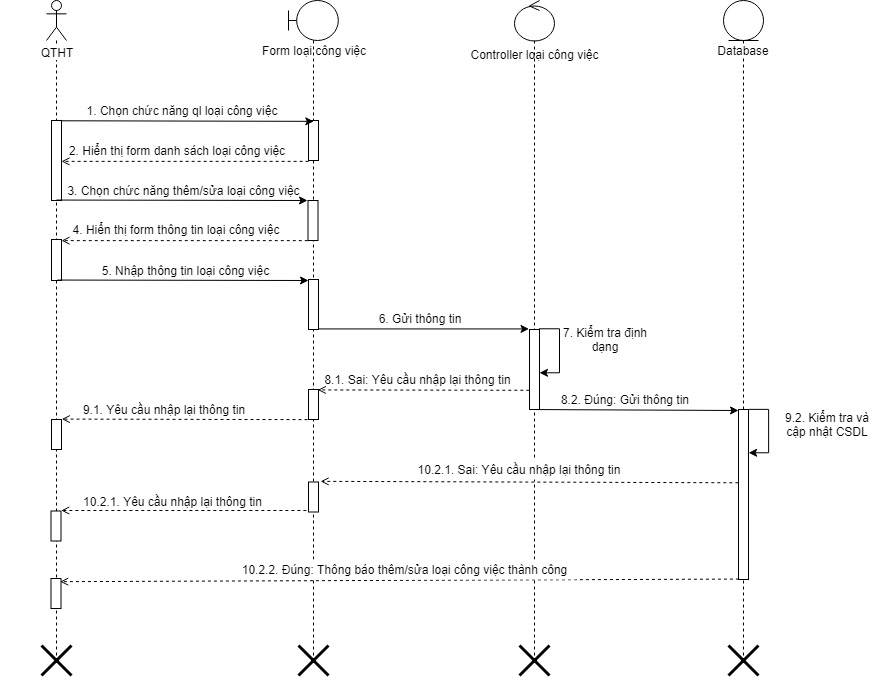 QTHT
Form loại công việc
Controller loại công việc
Database
1. Chọn chức năng ql loại công việc
2. Hiển thị form danh sách loại công việc
3. Chọn chức năng thêm/sửa loại công việc
4. Hiển thị form thông tin loại công việc
5. Nhập thông tin loại công việc
6. Gửi thông tin
7. Kiểm tra định
dạng
8.1. Sai: Yêu cầu nhập lại thông tin
8.2. Đúng: Gửi thông tin
9.1. Yêu cầu nhập lại thông tin
9.2. Kiểm tra và
cập nhật CSDL
10.2.1. Sai: Yêu cầu nhập lại thông tin
10.2.1. Yêu cầu nhập lại thông tin
10.2.2. Đúng: Thông báo thêm/sửa loại công việc thành công